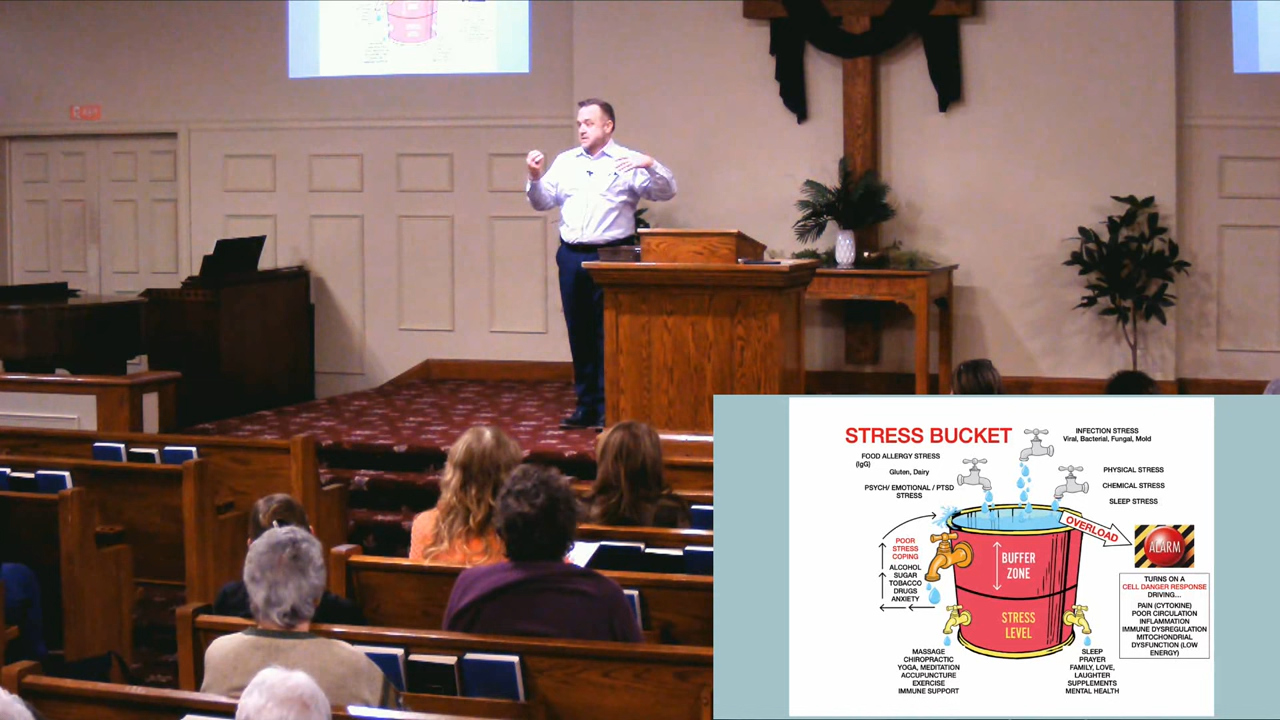 EXIT
STRESS BUCKET
INFECTION STRESS
Viral, Bacterial, Fungal, Mold
FOOD ALLERGY STRESS
(IgG)
Gluten, Dairy
PSYCH/ EMOTIONAL / PTSD
STRESS
PHYSICAL STRESS
CHEMICAL STRESS
SLEEP STRESS
OVERLOAD
ALARM
POOR
STRESS
COPING
ALCOHOL
SUGAR
TOBACCO
DRUGS
ANXIETY
BUFFER
ZONE
STRESS
LEVEL
TURNS ON A
CELL DANGER RESPONSE
DRIVING...
PAIN (CYTOKINE)
POOR CIRCULATION
INFLAMMATION
IMMUNE DYSREGULATION
MITOCHONDRIAL
DYSFUNCTION (LOW
ENERGY)
MASSAGE
CHIROPRACTIC
YOGA, MEDITATION
ACCUPUNCTURE
EXERCISE
IMMUNE SUPPORT
SLEEP
PRAYER
FAMILY, LOVE,
LAUGHTER
SUPPLEMENTS
MENTAL HEALTH